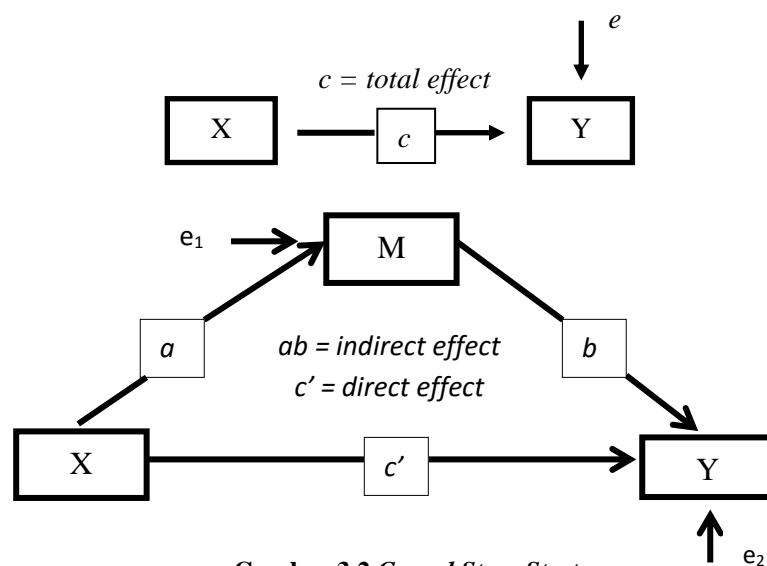 e
c = total effect
X
c
Y
e₁
M
a
ab = indirect effect
b
c’ = direct effect
X
c’
Y
e₂